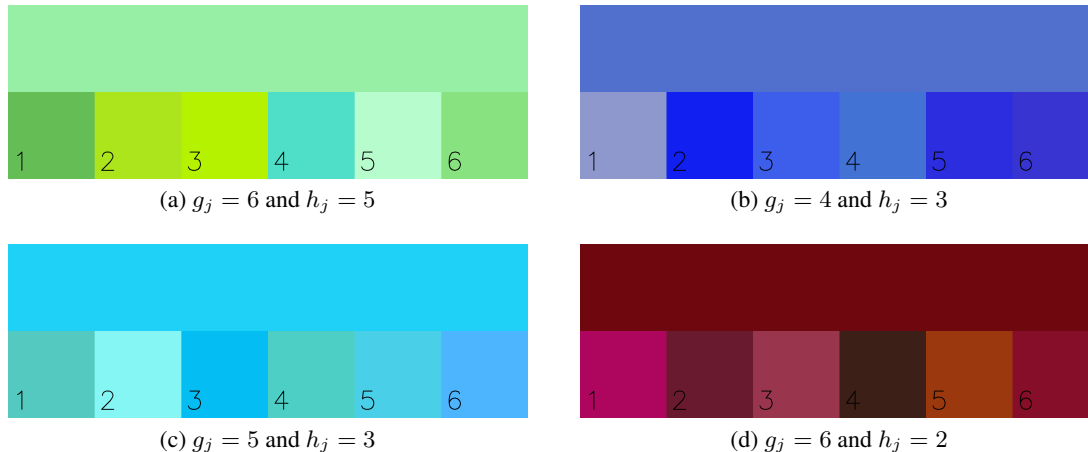 1 2 3 4 5 6
(a) g_j = 6 and h_j = 5
1 2 3 4 5 6
(b) g_j = 4 and h_j = 3
1 2 3 4 5 6
(c) g_j = 5 and h_j = 3
1 2 3 4 5 6
(d) g_j = 6 and h_j = 2